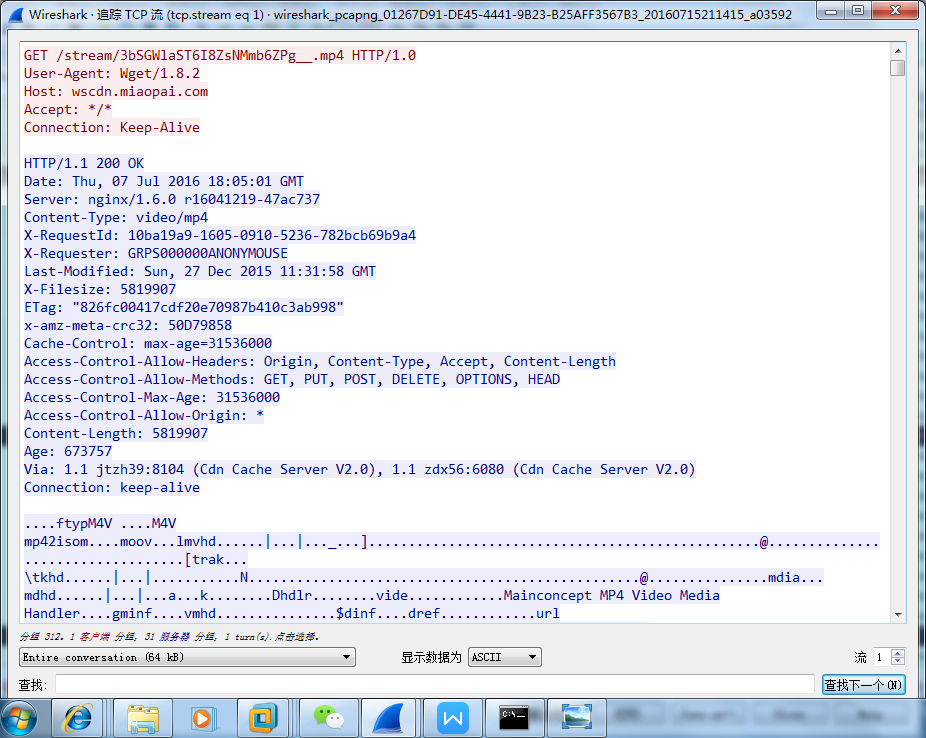 Wireshark · 追踪 TCP 流 (tcp.stream eq 1) · wireshark_pcapng_01267D91-DE45-4441-9B23-B25AFF3567B3_20160715211415_a03592
GET /stream/3bSGWlaST6I8ZsNMmb6ZPg__.mp4 HTTP/1.0
User-Agent: Wget/1.8.2
Host: wscdn.miaopai.com
Accept: */*
Connection: Keep-Alive
HTTP/1.1 200 OK
Date: Thu, 07 Jul 2016 18:05:01 GMT
Server: nginx/1.6.0 r16041219-47ac737
Content-Type: video/mp4
X-RequestId: 10ba19a9-1605-0910-5236-782bcb69b9a4
X-Requester: GRPS000000ANONYMOUSE
Last-Modified: Sun, 27 Dec 2015 11:31:58 GMT
X-Filesize: 5819907
ETag: "826fc00417cdf20e70987b410c3ab998"
x-amz-meta-crc32: 50D79858
Cache-Control: max-age=31536000
Access-Control-Allow-Headers: Origin, Content-Type, Accept, Content-Length
Access-Control-Allow-Methods: GET, PUT, POST, DELETE, OPTIONS, HEAD
Access-Control-Max-Age: 31536000
Access-Control-Allow-Origin: *
Content-Length: 5819907
Age: 673757
Via: 1.1 jtzh39:8104 (Cdn Cache Server V2.0), 1.1 zdx56:6080 (Cdn Cache Server V2.0)
Connection: keep-alive
....ftypM4V ....M4V
mp42isom....moov...lmvhd......|...|..._...].................................................@..............
....................[trak...
\tkhd......|...|...........N.................................................@...............mdia...
mdhd......|...|...a...k........Dhdlr........vide............Mainconcept MP4 Video Media
Handler....gminf....vmhd...............$dinf....dref............url
分组 312. 1 客户端 分组, 31 服务器 分组, 1 turn(s). 点击选择.
Entire conversation (64 kB) 显示数据为 ASCII 流 1
查找: 查找下一个(N)